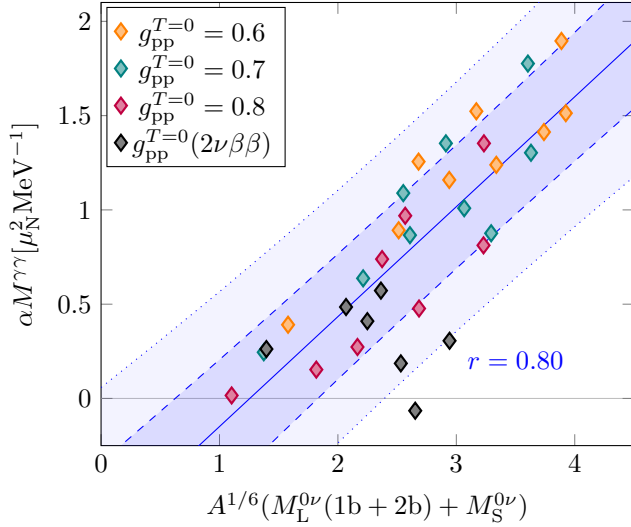 g_pp^{T=0} = 0.6
g_pp^{T=0} = 0.7
g_pp^{T=0} = 0.8
g_pp^{T=0}(2νββ)
αM^{γγ}[μ_N^2 MeV^{−1}]
2
1.5
1
0.5
0
r = 0.80
0 1 2 3 4
A^{1/6}(M_L^{0ν}(1b + 2b) + M_S^{0ν})